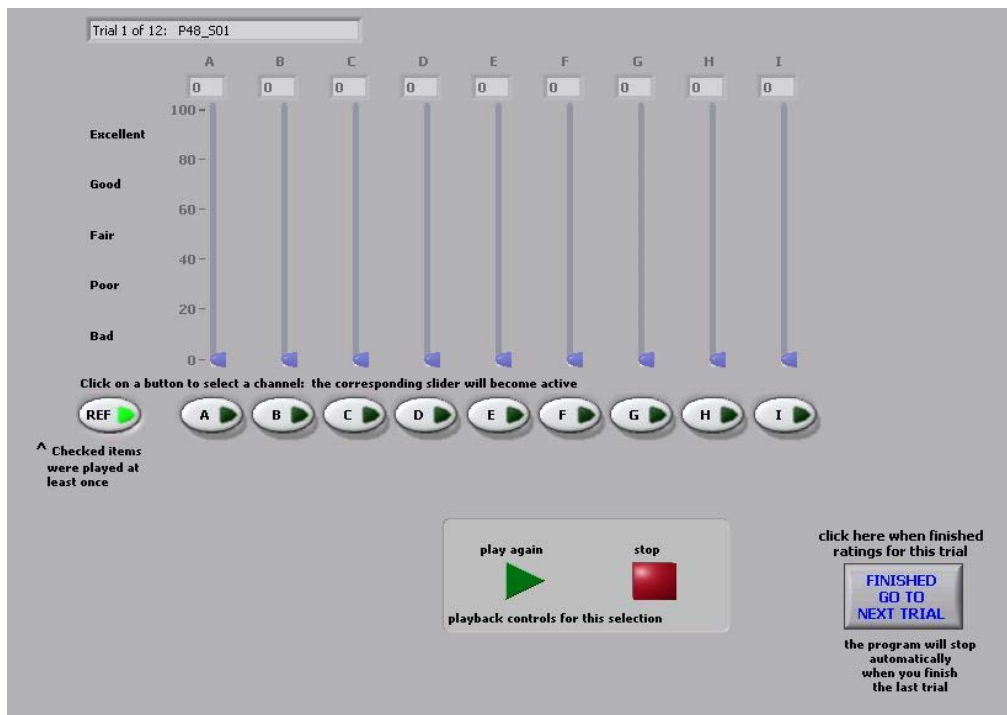 Trial 1 of 12: P48_S01
A B C D E F G H I
0 0 0 0 0 0 0 0 0
100
Excellent
80
Good
60
Fair
40
Poor
20
Bad
0
Click on a button to select a channel: the corresponding slider will become active
REF A B C D E F G H I
^ Checked items
were played at
least once
play again stop
playback controls for this selection
click here when finished
ratings for this trial
FINISHED
GO TO
NEXT TRIAL
the program will stop
automatically
when you finish
the last trial